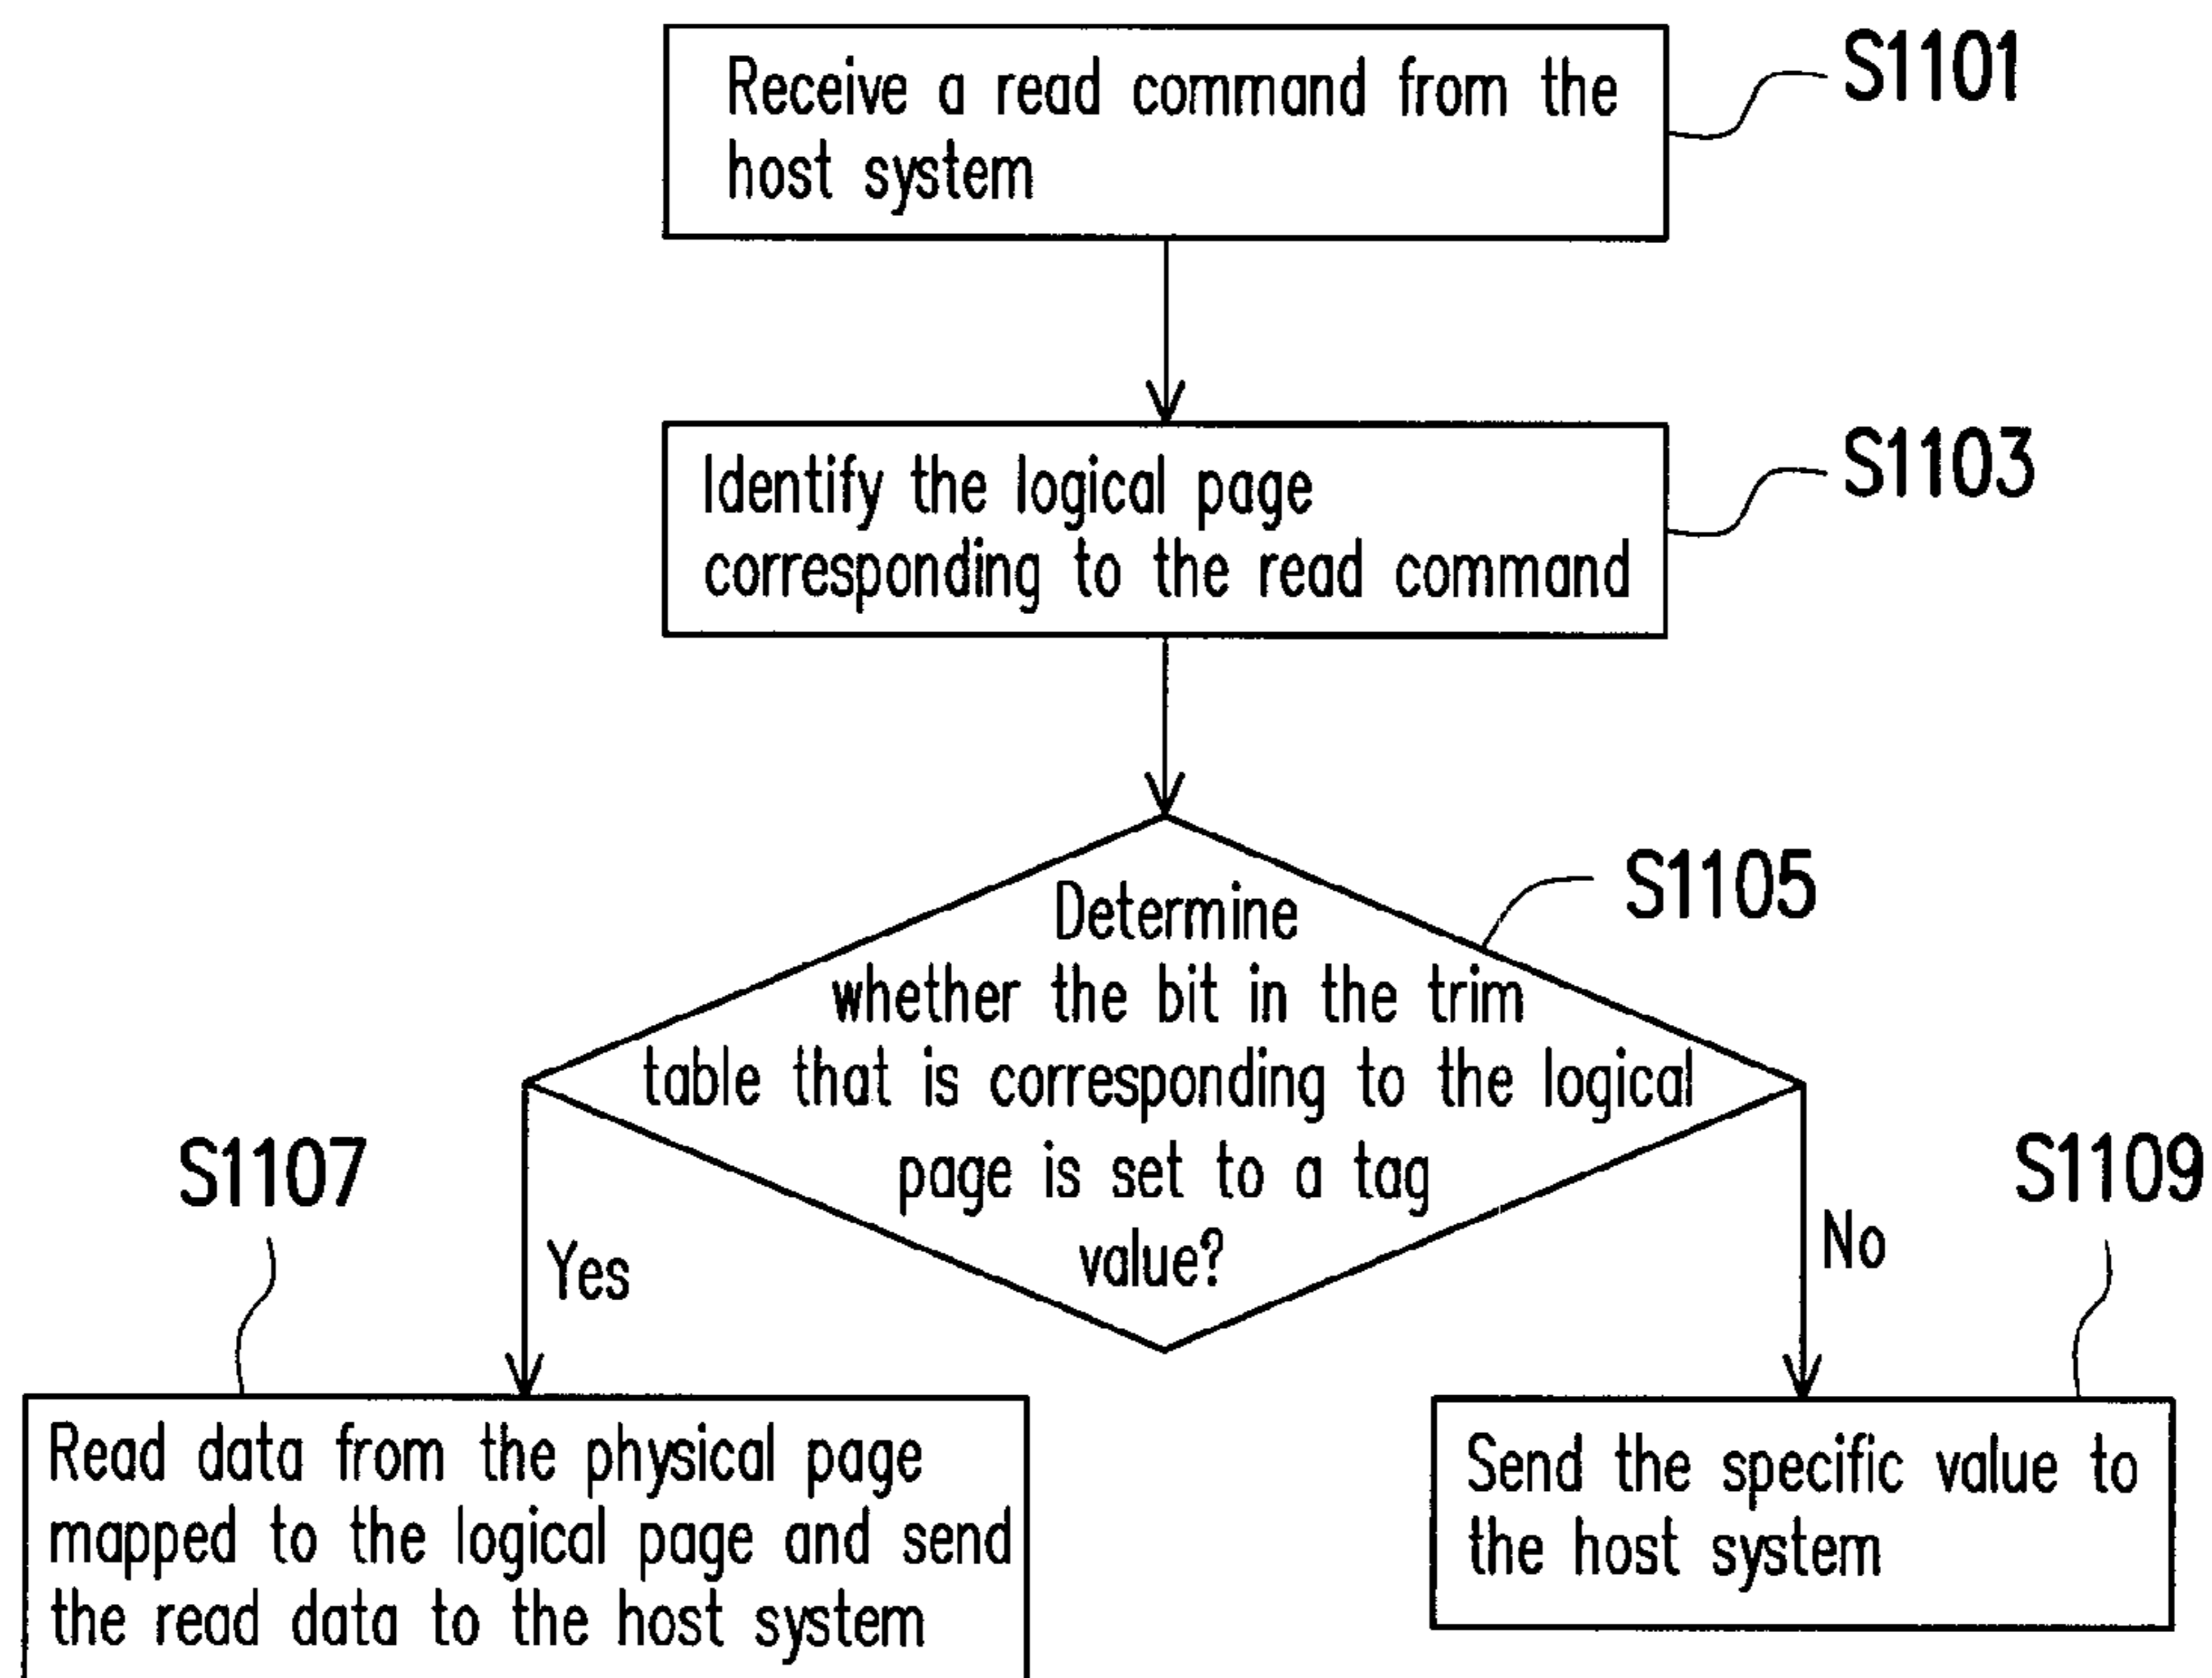 Receive a read command from the
host system
S1101
Identify the logical page
corresponding to the read command
S1103
Determine
whether the bit in the trim
table that is corresponding to the logical
page is set to a tag
value?
S1105
Yes
No
S1107
Read data from the physical page
mapped to the logical page and send
the read data to the host system
S1109
Send the specific value to
the host system